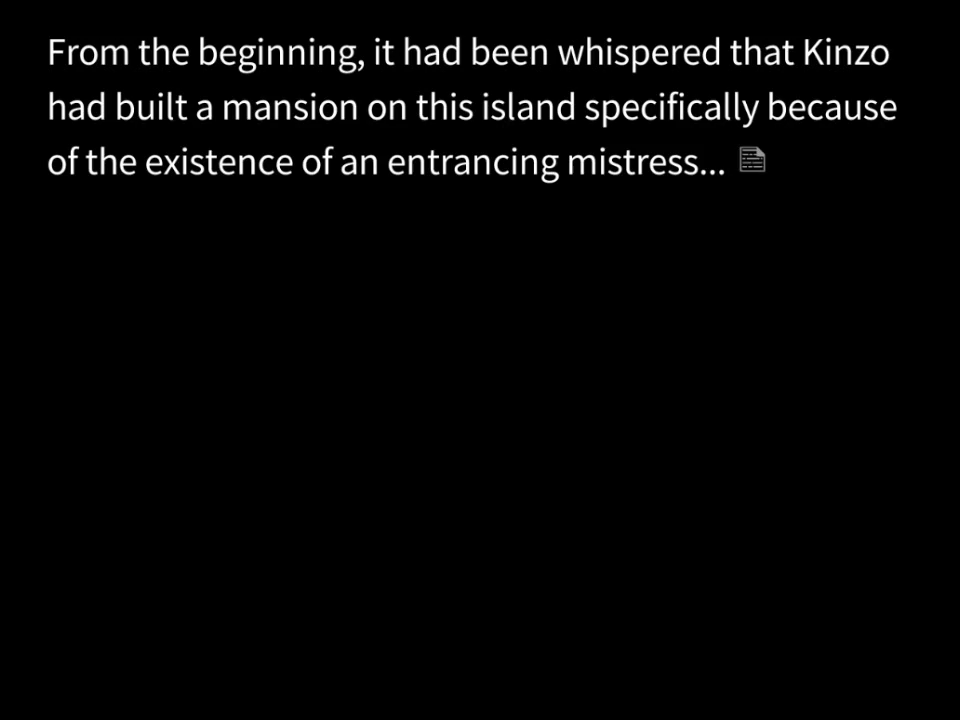 From the beginning, it had been whispered that Kinzo
had built a mansion on this island specifically because
of the existence of an entrancing mistress...